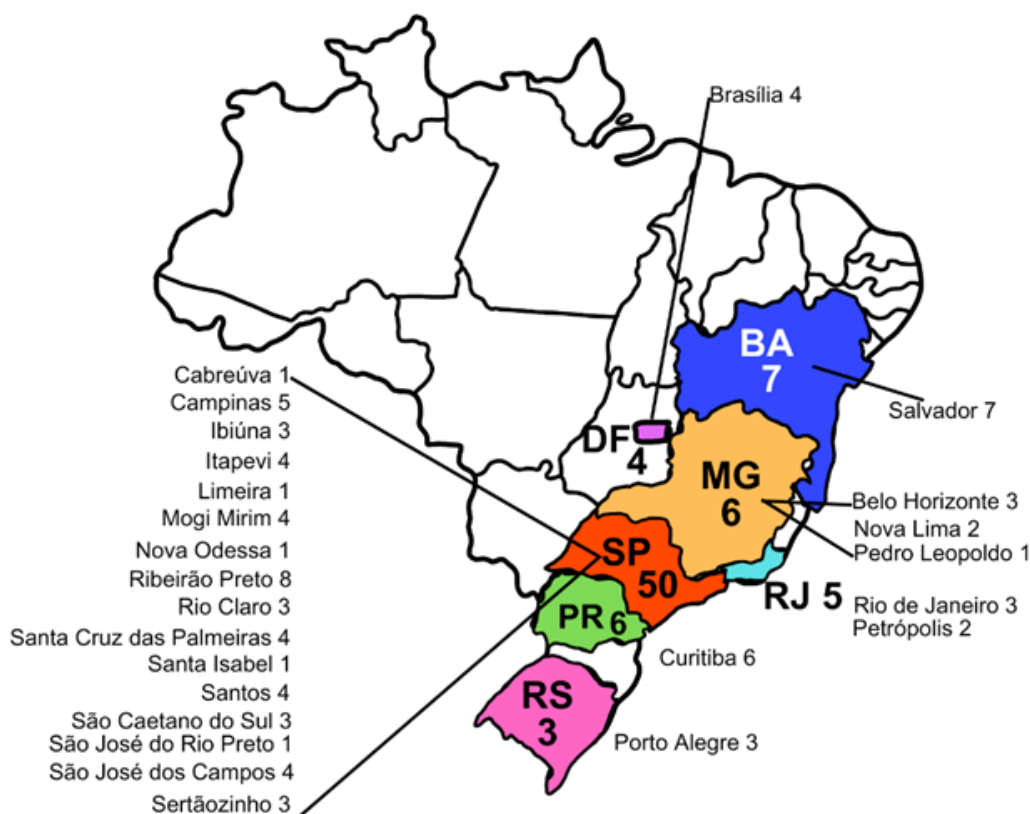 Brasília 4
BA
7
Salvador 7
DF
4
MG
6
Belo Horizonte 3
Nova Lima 2
Pedro Leopoldo 1
Cabreúva 1
Campinas 5
Ibiúna 3
Itapevi 4
Limeira 1
Mogi Mirim 4
Nova Odessa 1
Ribeirão Preto 8
Rio Claro 3
Santa Cruz das Palmeiras 4
Santa Isabel 1
Santos 4
São Caetano do Sul 3
São José do Rio Preto 1
São José dos Campos 4
Sertãozinho 3
SP
50
RJ 5
Rio de Janeiro 3
Petrópolis 2
PR 6
Curitiba 6
RS
3
Porto Alegre 3